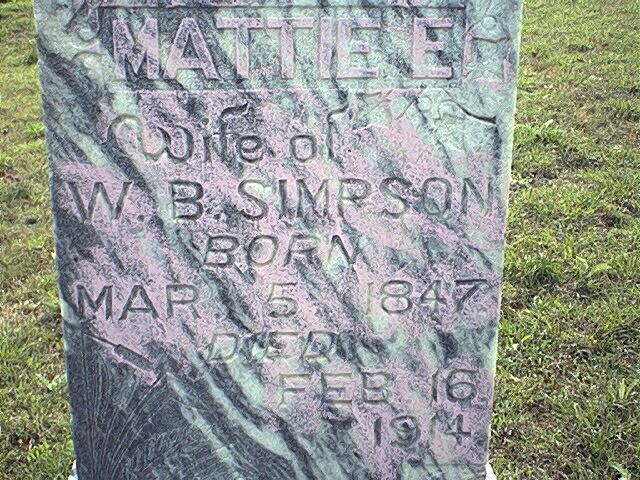 MATTIE E.
Wife of
W. B. SIMPSON
BORN
MAR. 5, 1847.
DIED
FEB 16,
1914.